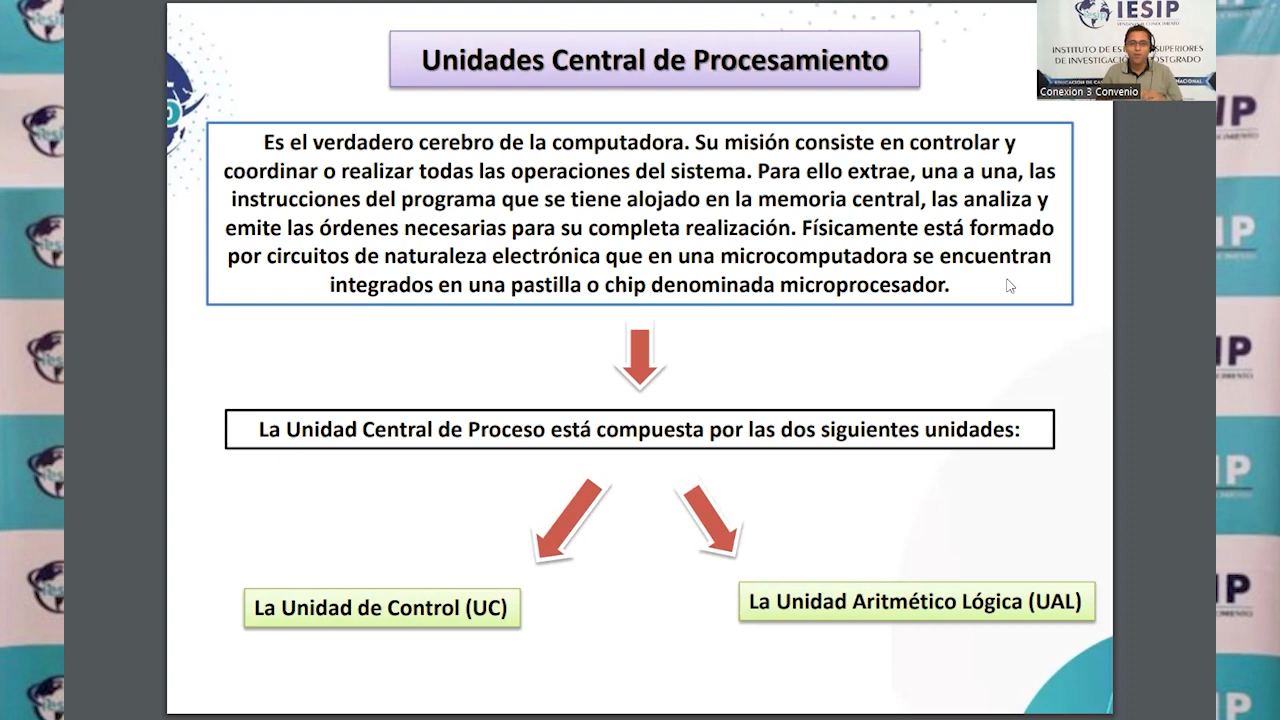 IESIP
INSTITUTO DE ESTUDIOS SUPERIORES
DE INVESTIGACIÓN Y POSTGRADO
Conexion 3 Convenio
Unidades Central de Procesamiento
Es el verdadero cerebro de la computadora. Su misión consiste en controlar y
coordinar o realizar todas las operaciones del sistema. Para ello extrae, una a una, las
instrucciones del programa que se tiene alojado en la memoria central, las analiza y
emite las órdenes necesarias para su completa realización. Físicamente está formado
por circuitos de naturaleza electrónica que en una microcomputadora se encuentran
integrados en una pastilla o chip denominada microprocesador.
La Unidad Central de Proceso está compuesta por las dos siguientes unidades:
La Unidad de Control (UC)
La Unidad Aritmético Lógica (UAL)